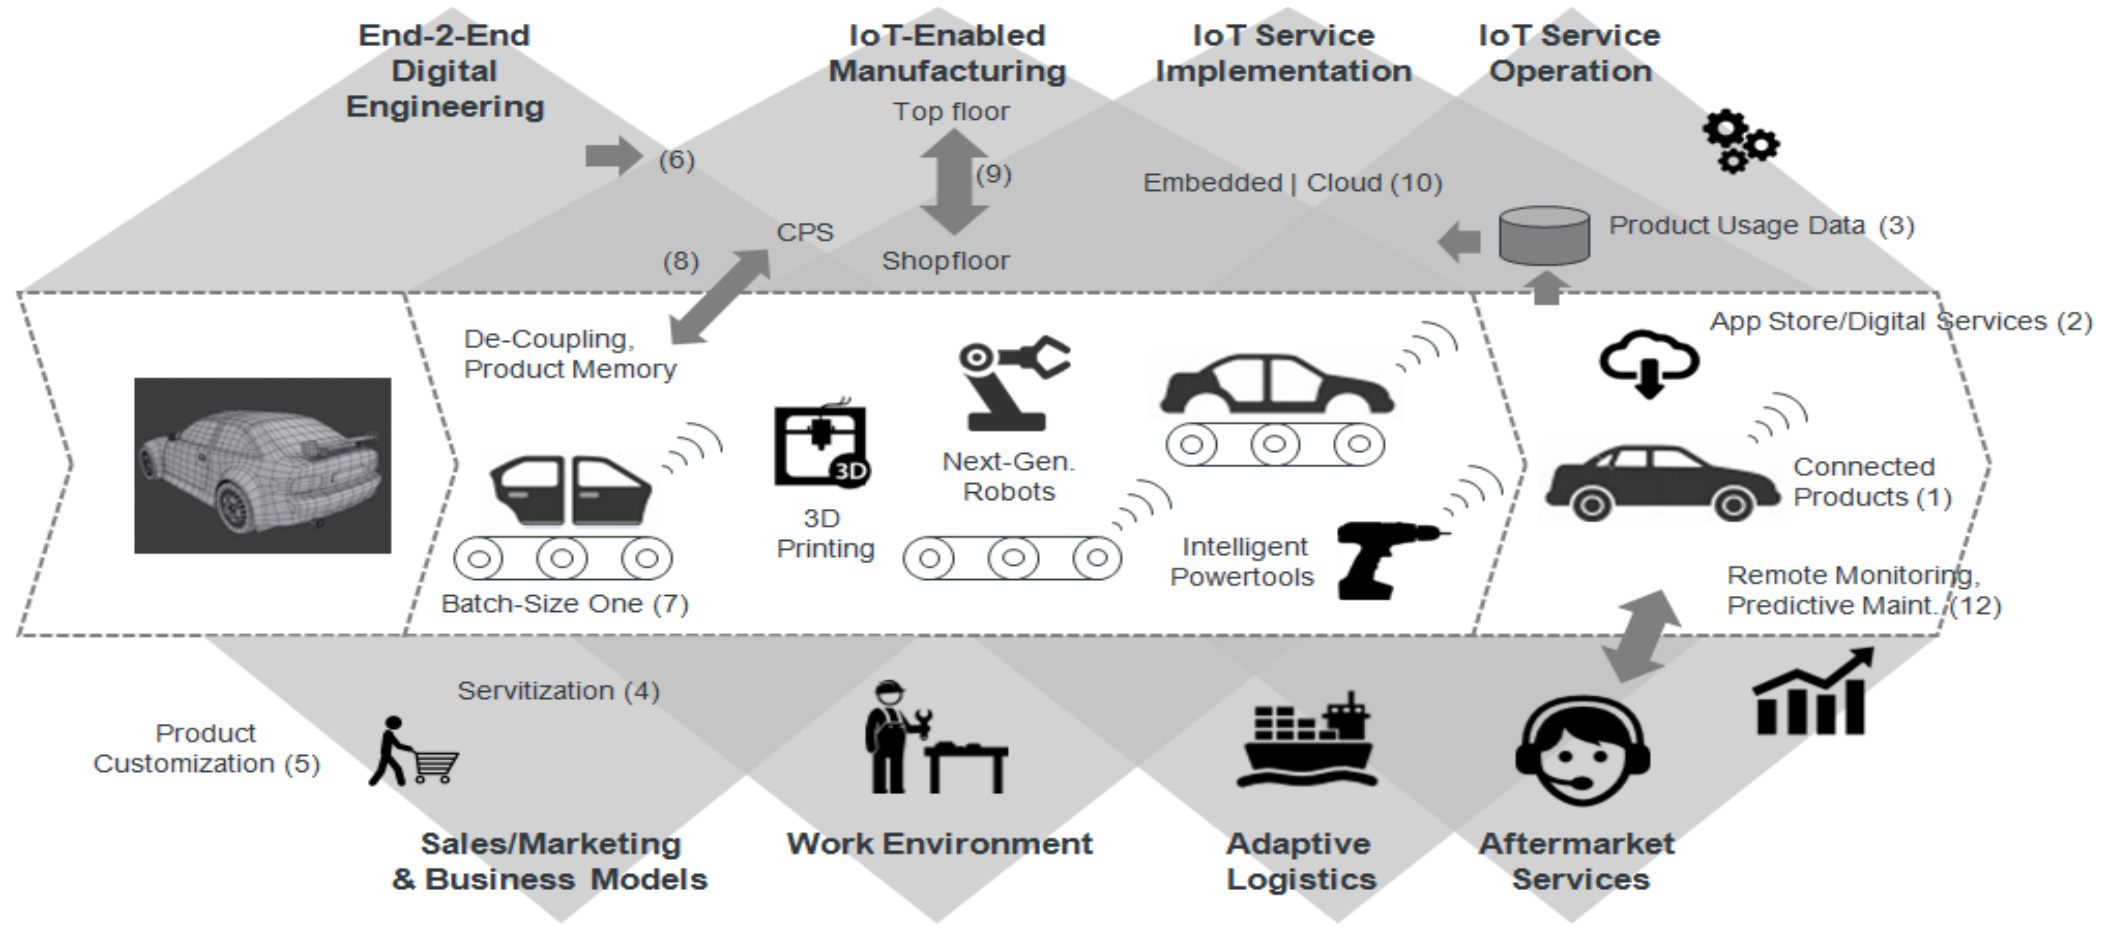 End-2-End
Digital
Engineering
IoT-Enabled
Manufacturing
IoT Service
Implementation
IoT Service
Operation
Top floor
(6)
(9)
Embedded | Cloud (10)
Product Usage Data (3)
CPS
(8)
Shopfloor
De-Coupling,
Product Memory
App Store/Digital Services (2)
3D
Next-Gen.
Robots
Connected
Products (1)
3D
Printing
Intelligent
Powertools
Batch-Size One (7)
Remote Monitoring,
Predictive Maint. (12)
Servitization (4)
Product
Customization (5)
Sales/Marketing
& Business Models
Work Environment
Adaptive
Logistics
Aftermarket
Services